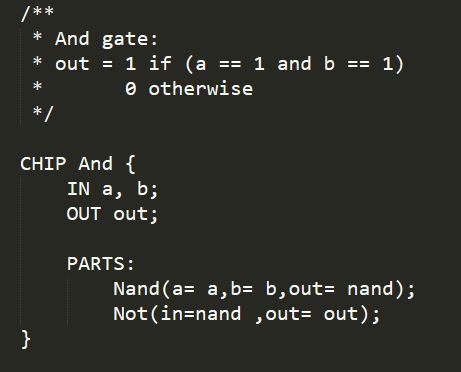 /**
 * And gate:
 * out = 1 if (a == 1 and b == 1)
 *       0 otherwise
 */
CHIP And {
    IN a, b;
    OUT out;
    PARTS:
        Nand(a= a,b= b,out= nand);
        Not(in=nand ,out= out);
}